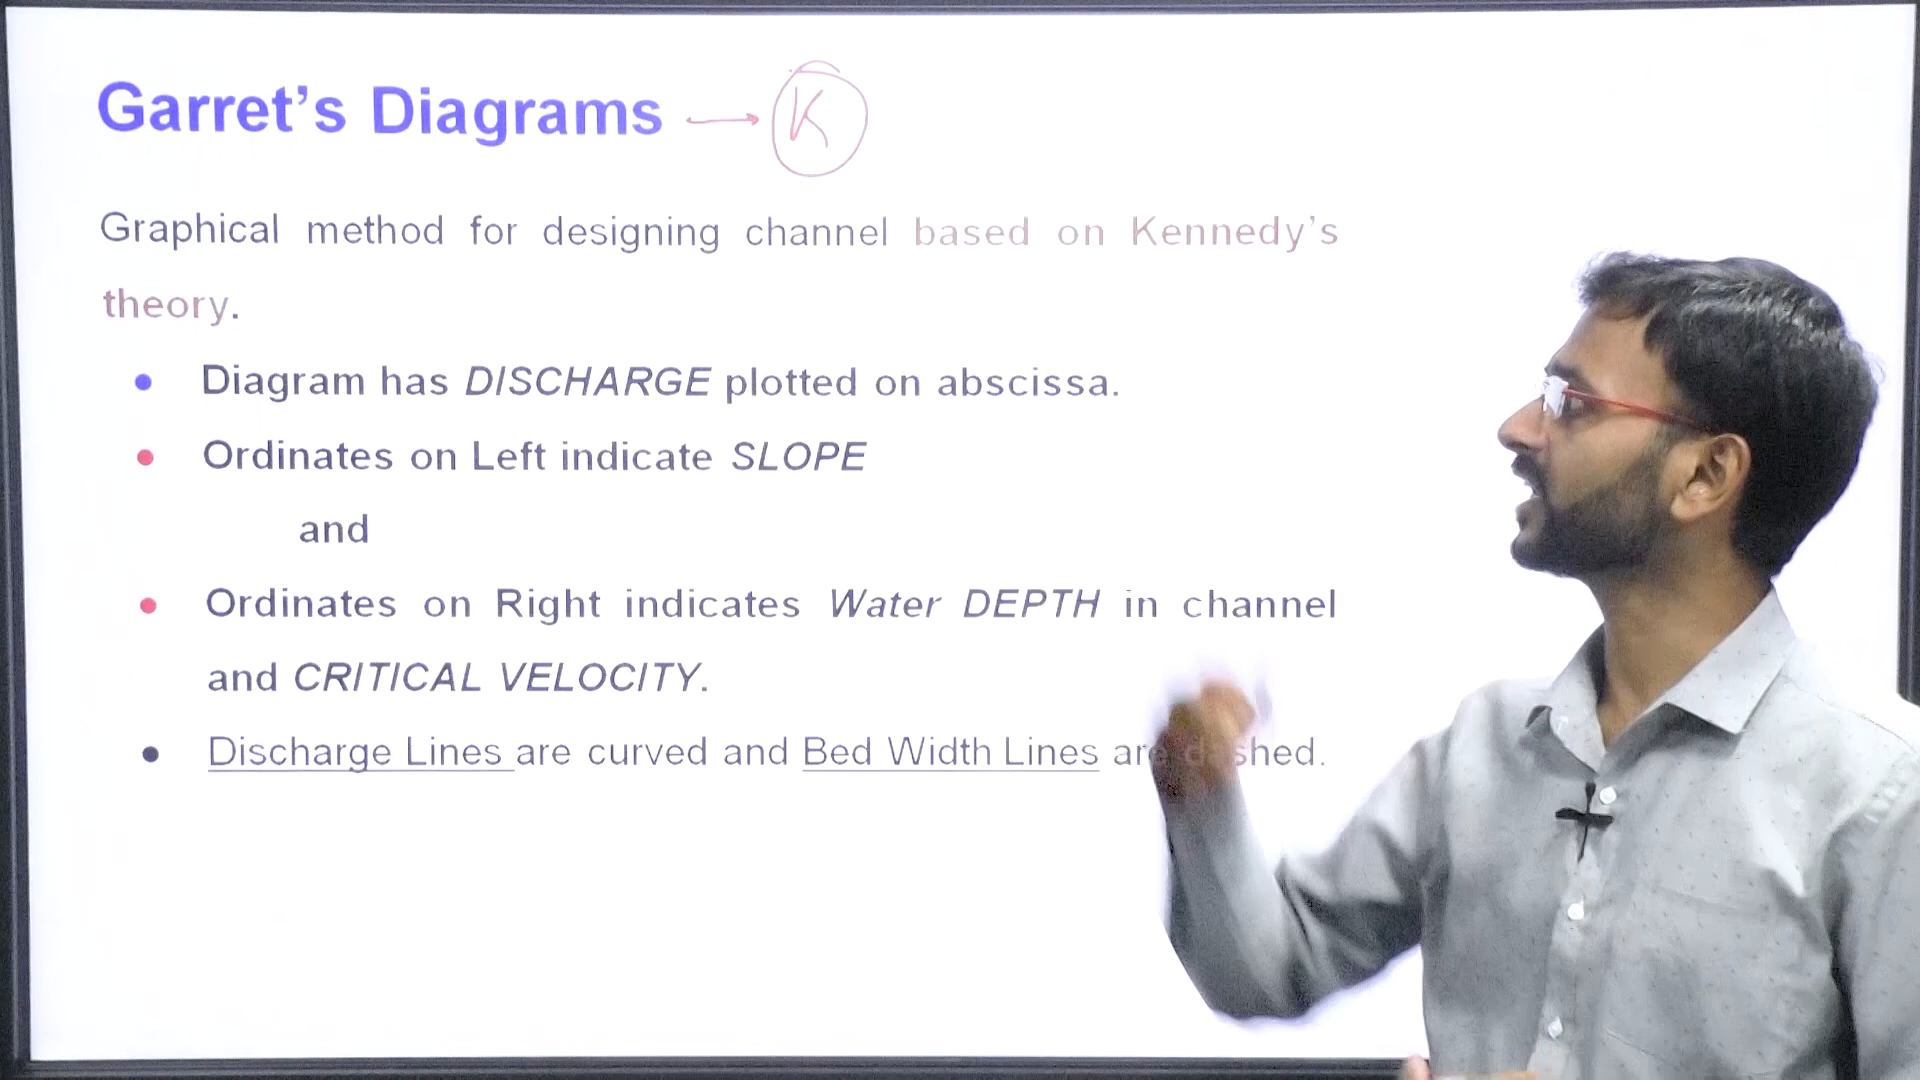 Garret’s Diagrams → K
Graphical method for designing channel based on Kennedy’s
theory.
Diagram has DISCHARGE plotted on abscissa.
Ordinates on Left indicate SLOPE
and
Ordinates on Right indicates Water DEPTH in channel
and CRITICAL VELOCITY.
Discharge Lines are curved and Bed Width Lines are dashed.